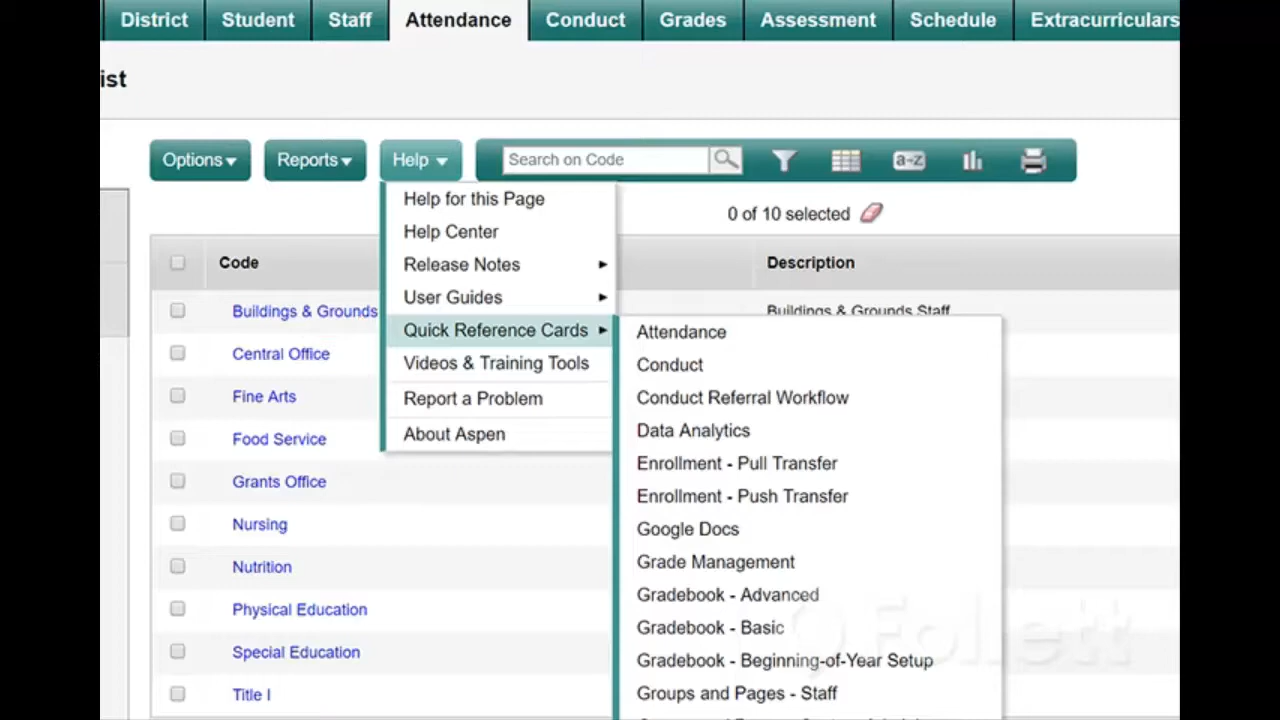 District Student Staff Attendance Conduct Grades Assessment Schedule Extracurriculars
ist
Options Reports Help Search on Code a-z
0 of 10 selected
Help for this Page
Help Center
Release Notes
User Guides
Quick Reference Cards
Videos & Training Tools
Report a Problem
About Aspen
Code Description
Buildings & Grounds Buildings & Grounds Staff
Central Office
Fine Arts
Food Service
Grants Office
Nursing
Nutrition
Physical Education
Special Education
Title I
Attendance
Conduct
Conduct Referral Workflow
Data Analytics
Enrollment - Pull Transfer
Enrollment - Push Transfer
Google Docs
Grade Management
Gradebook - Advanced
Gradebook - Basic
Gradebook - Beginning-of-Year Setup
Groups and Pages - Staff
Follett